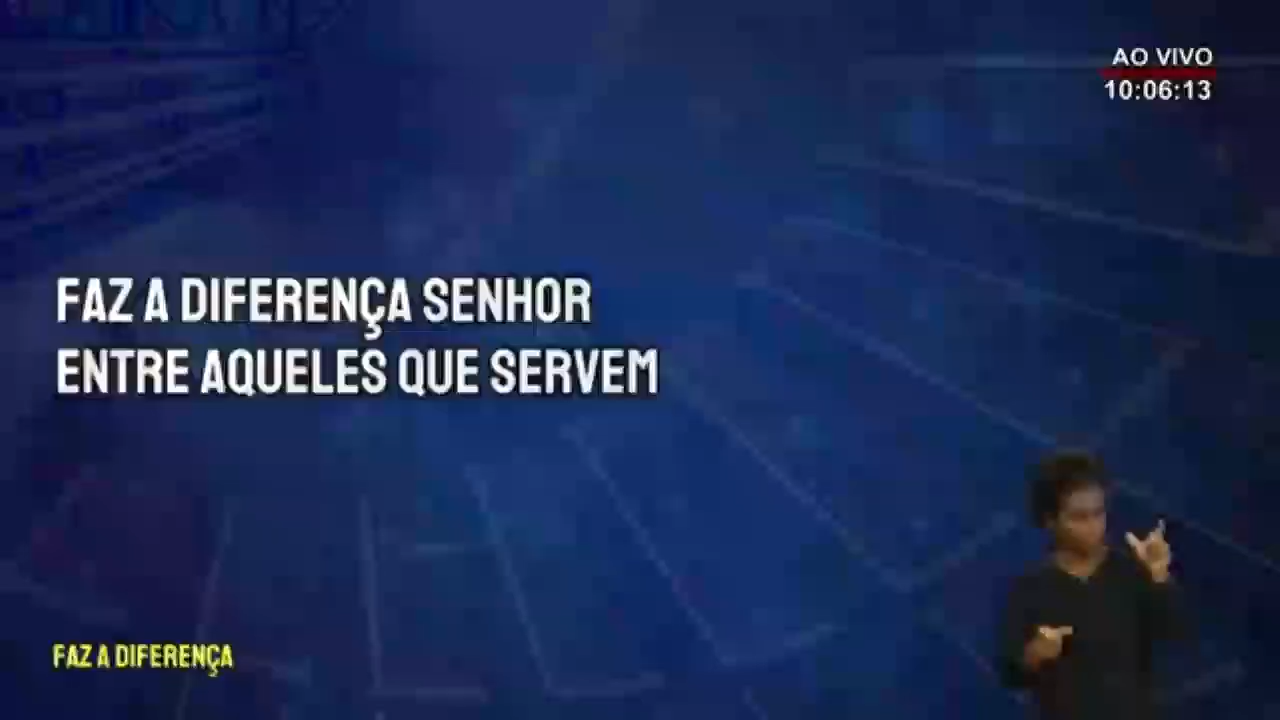 AO VIVO
10:06:13
FAZ A DIFERENÇA SENHOR
ENTRE AQUELES QUE SERVEM
FAZ A DIFERENÇA